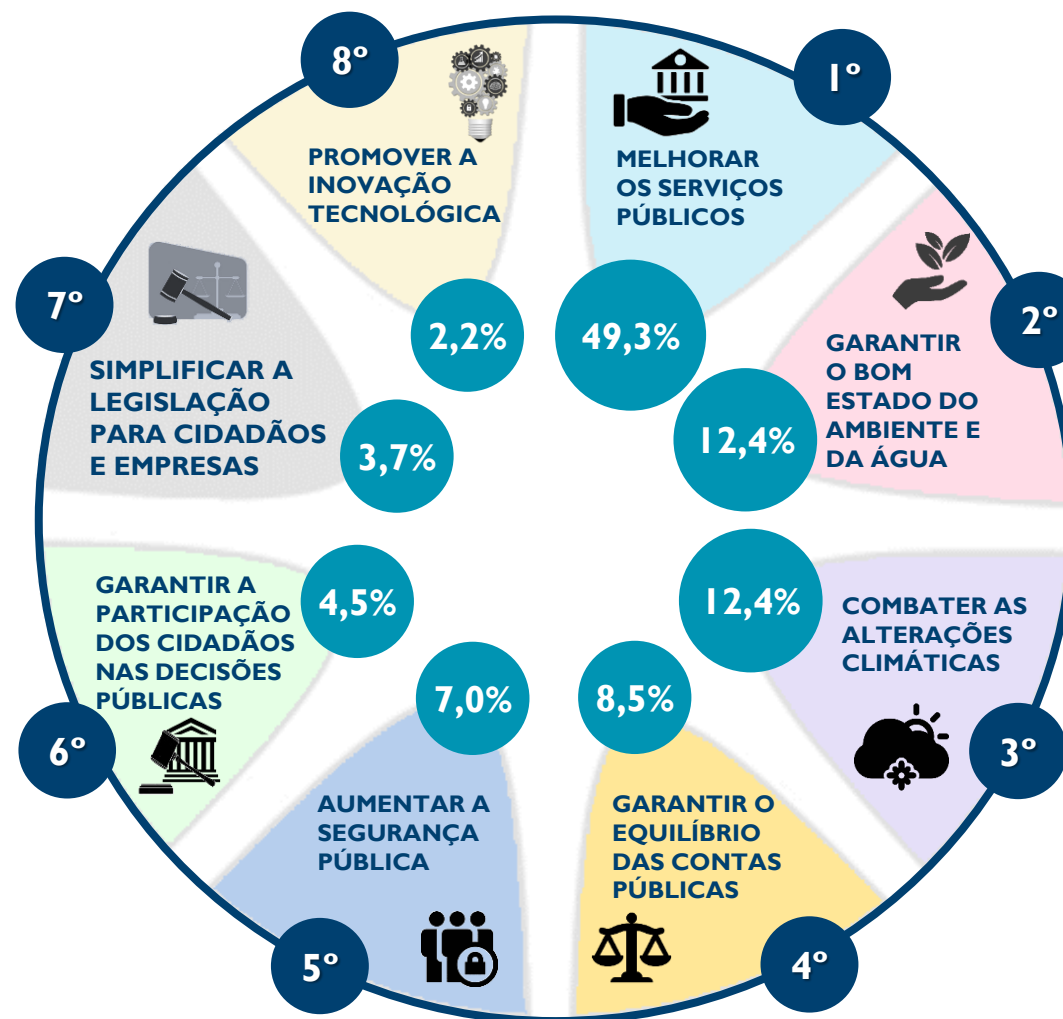 1º
MELHORAR
OS SERVIÇOS
PÚBLICOS
49,3%
2º
GARANTIR
O BOM
ESTADO DO
AMBIENTE E
DA ÁGUA
12,4%
3º
COMBATER AS
ALTERAÇÕES
CLIMÁTICAS
12,4%
4º
GARANTIR O
EQUILÍBRIO
DAS CONTAS
PÚBLICAS
8,5%
5º
AUMENTAR A
SEGURANÇA
PÚBLICA
7,0%
6º
GARANTIR A
PARTICIPAÇÃO
DOS CIDADÃOS
NAS DECISÕES
PÚBLICAS
4,5%
7º
SIMPLIFICAR A
LEGISLAÇÃO
PARA CIDADÃOS
E EMPRESAS
3,7%
8º
PROMOVER A
INOVAÇÃO
TECNOLÓGICA
2,2%